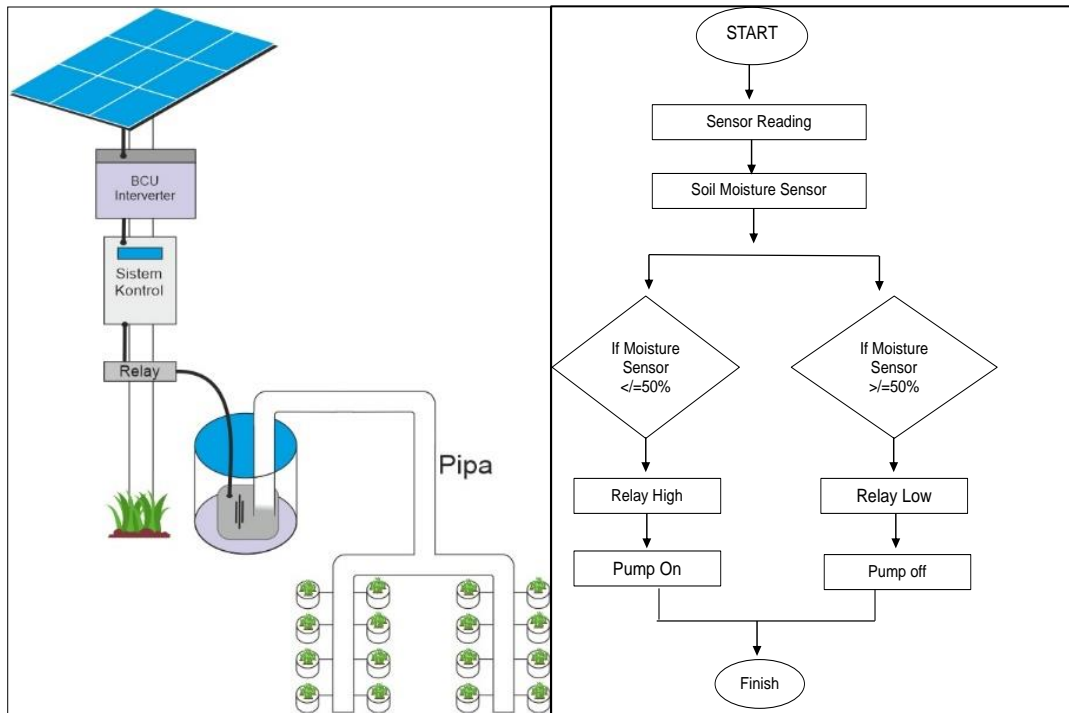 BCU
Interverter
Sistem
Kontrol
Relay
Pipa
START
Sensor Reading
Soil Moisture Sensor
If Moisture
Sensor
</=50%
If Moisture
Sensor
>/=50%
Relay High
Relay Low
Pump On
Pump off
Finish